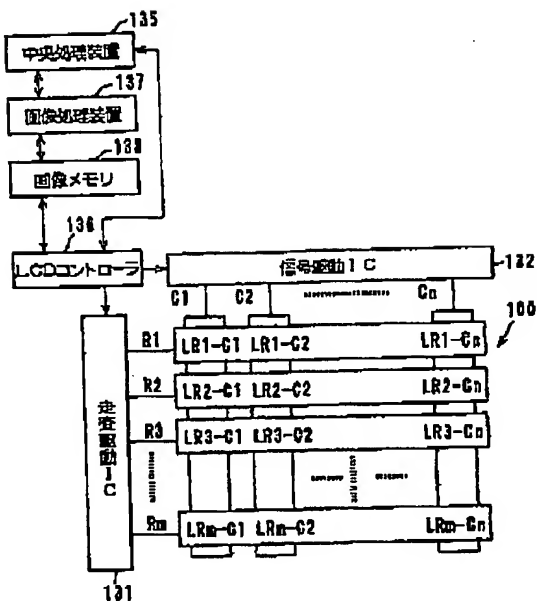 135
中央処理装置
137
画像処理装置
138
画像メモリ
136
LCDコントローラ
信号駆動IC
132
C1 C2 Cn
100
R1 LR1-C1 LR1-C2 LR1-Cn
R2 LR2-C1 LR2-C2 LR2-Cn
R3 LR3-C1 LR3-C2 LR3-Cn
Rm LRm-C1 LRm-C2 LRm-Cn
走査駆動IC
131